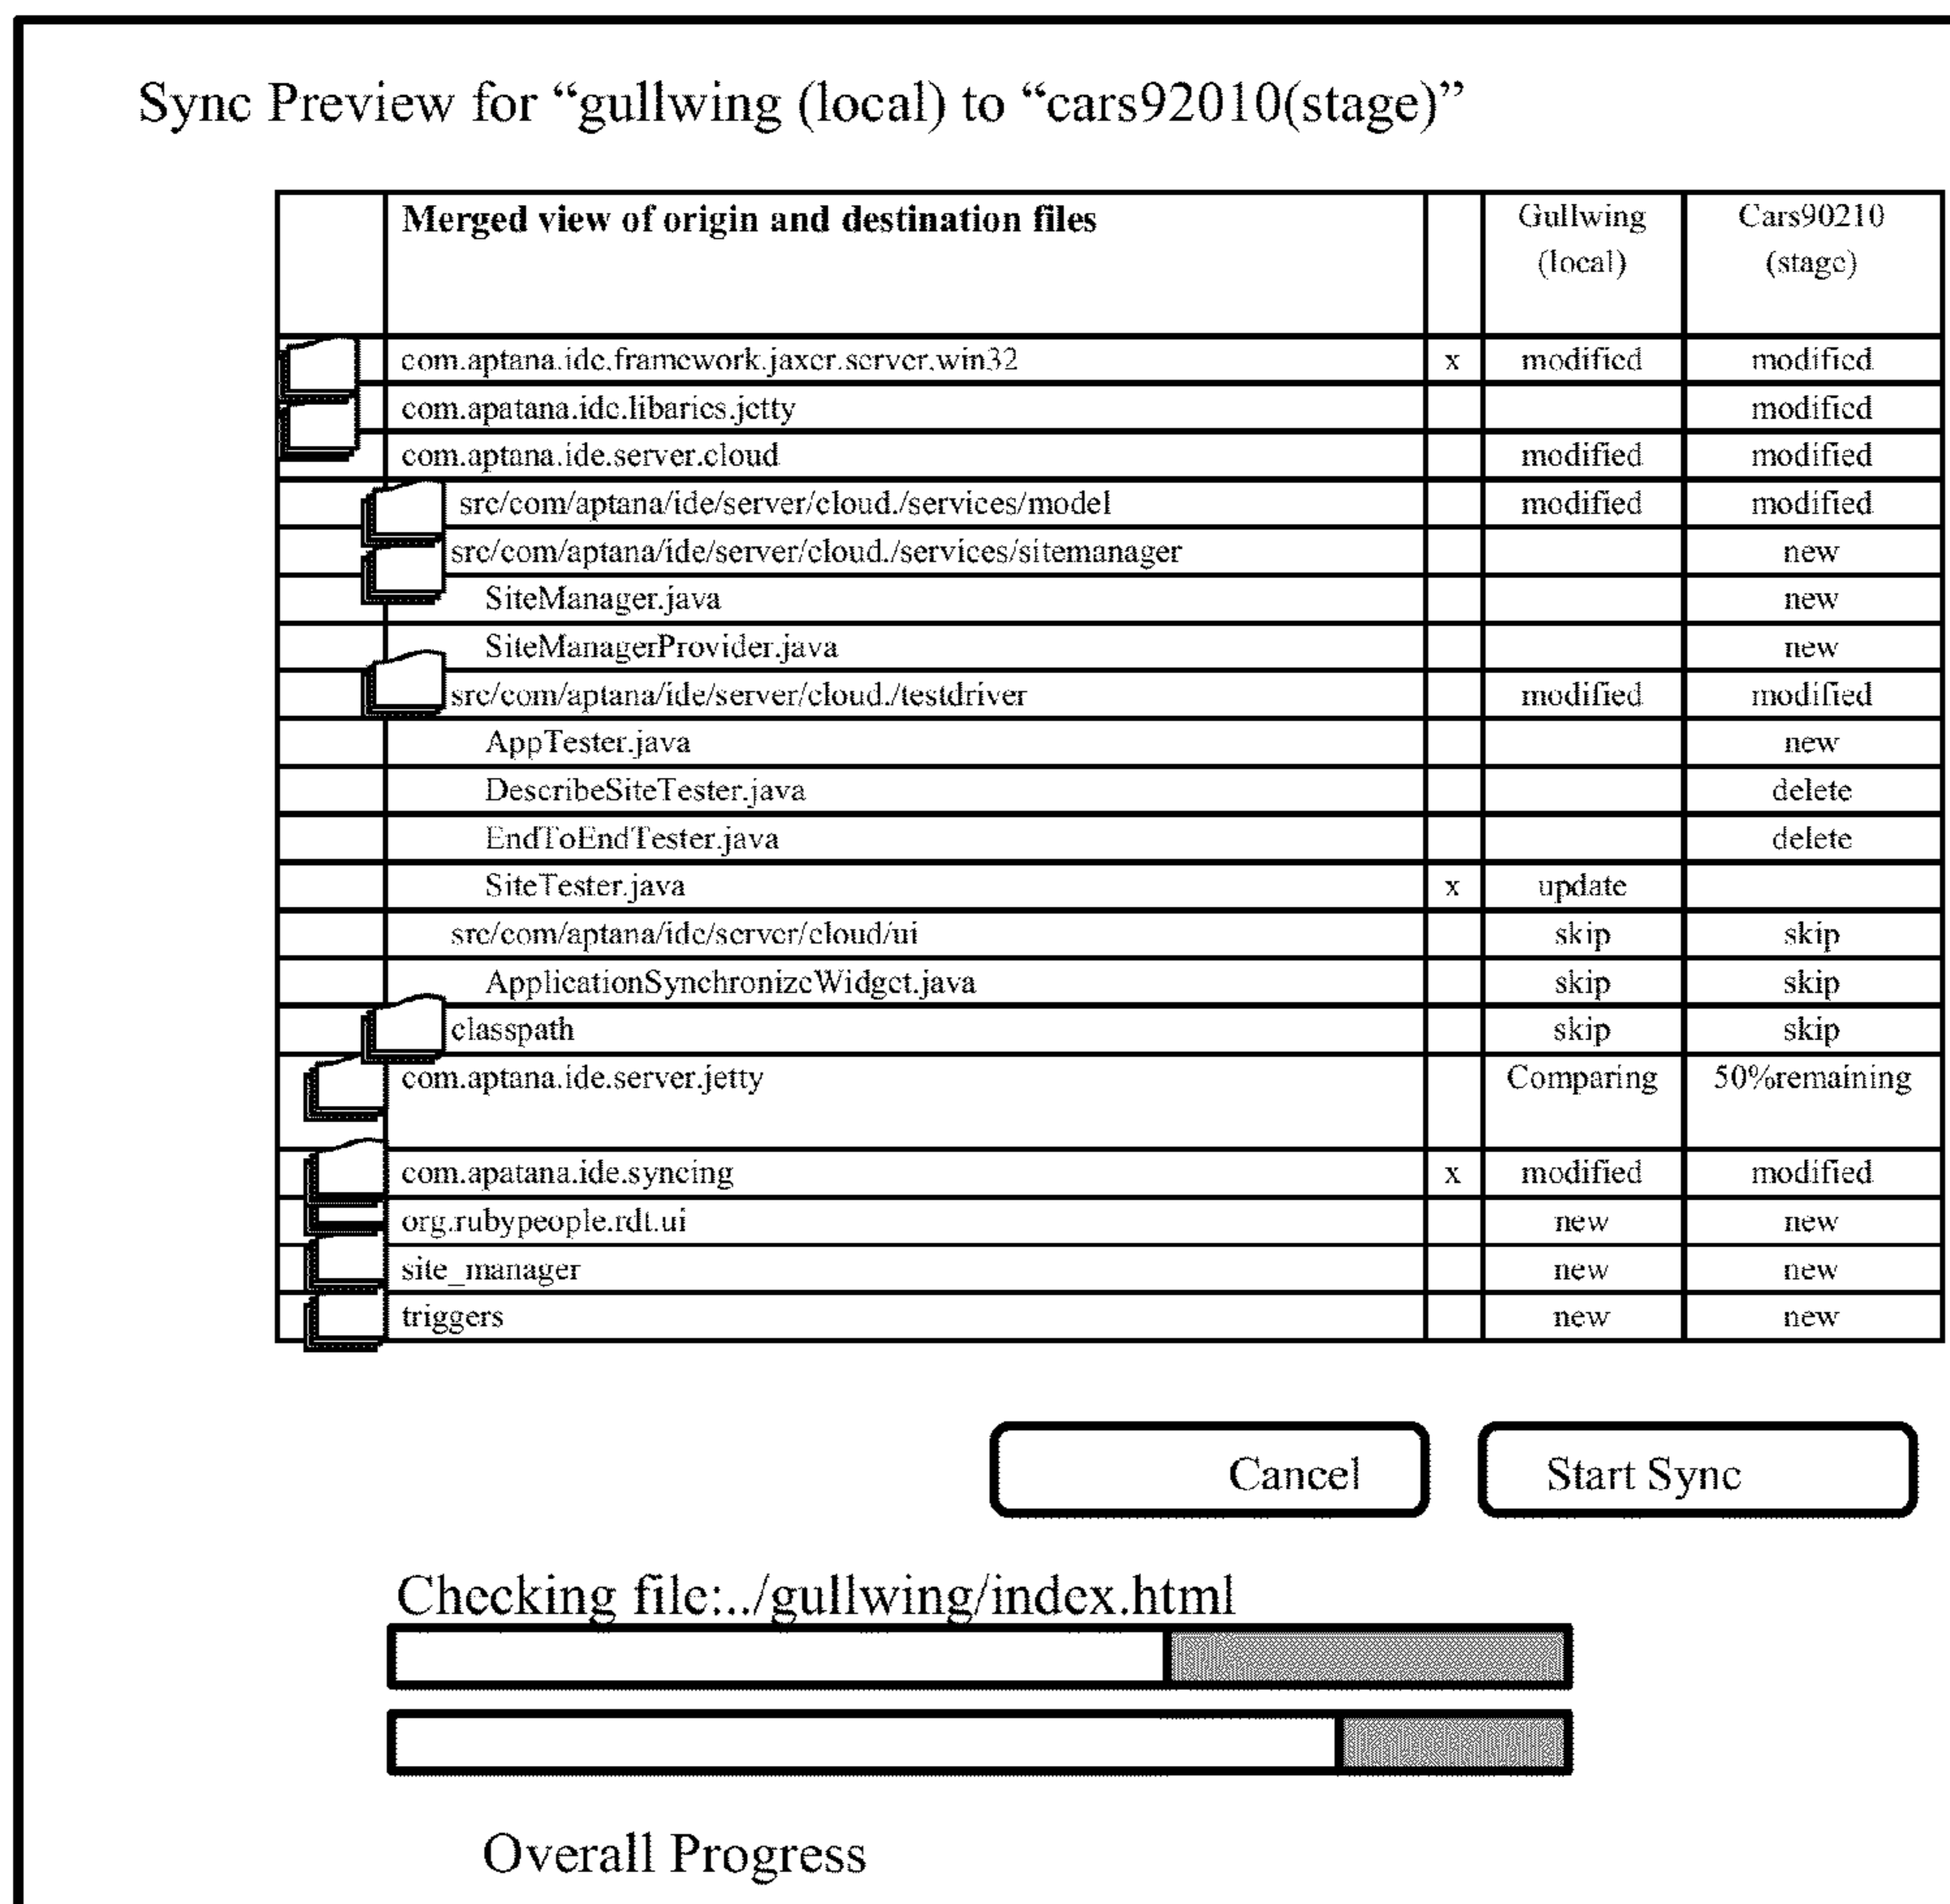 Sync Preview for “gullwing (local) to “cars92010(stage)”
Merged view of origin and destination files Gullwing (local) Cars90210 (stage)
com.aptana.ide.framework.jaxer.server.win32 x modified modified
com.apatana.ide.libaries.jetty modified
com.aptana.ide.server.cloud modified modified
src/com/aptana/ide/server/cloud./services/model modified modified
src/com/aptana/ide/server/cloud./services/sitemanager new
SiteManager.java new
SiteManagerProvider.java new
src/com/aptana/ide/server/cloud./testdriver modified modified
AppTester.java new
DescribeSiteTester.java delete
EndToEndTester.java delete
SiteTester.java x update
src/com/aptana/ide/server/cloud/ui skip skip
ApplicationSynchronizeWidget.java skip skip
classpath skip skip
com.aptana.ide.server.jetty Comparing 50%remaining
com.apatana.ide.syncing x modified modified
org.rubypeople.rdt.ui new new
site_manager new new
triggers new new
Cancel Start Sync
Checking file:../gullwing/index.html
Overall Progress